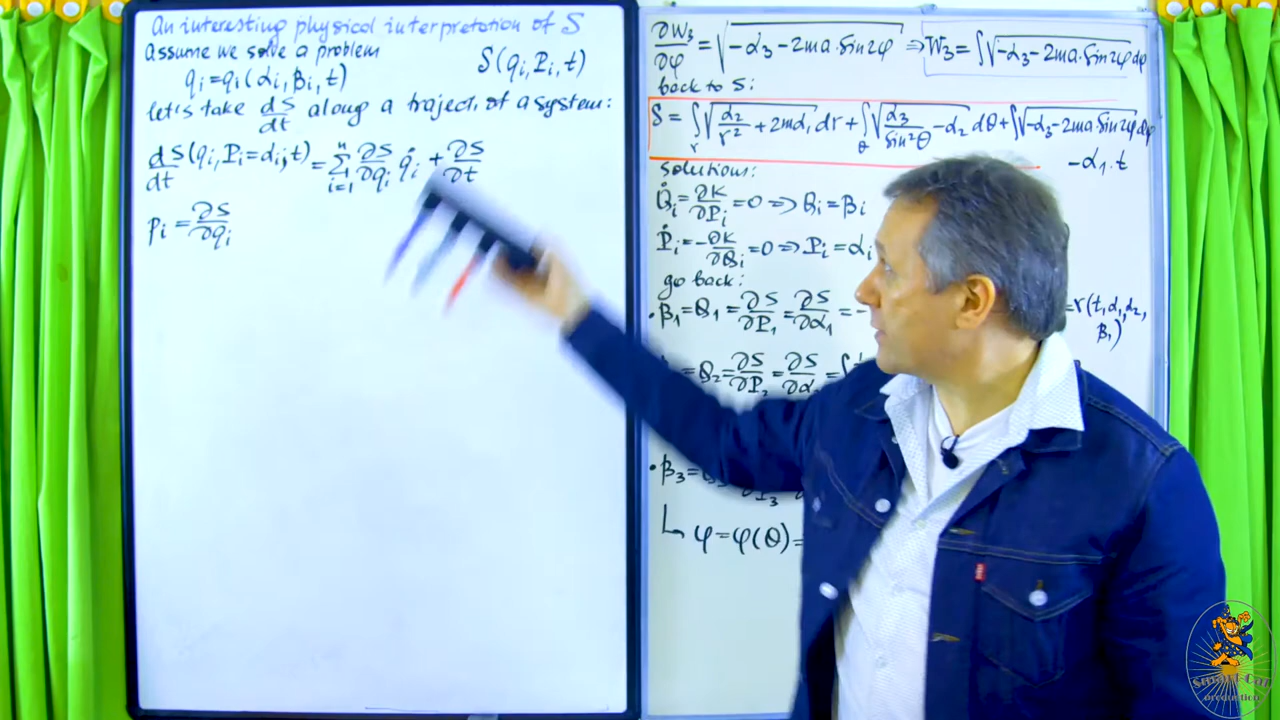 An interesting physical interpretation of S
Assume we solve a problem
qi=qi(αi,βi,t) S(qi,Pi,t)
let's take dS/dt along a traject. of a system:
d/dt S(qi,Pi=αi;t)=∑_{i=1}^{n} ∂S/∂qi q̇i + ∂S/∂t
pi=∂S/∂qi
∂W3/∂φ=√(-α3-2ma·sin2φ) ⇒ W3=∫√(-α3-2ma·sin2φ)dφ
back to S:
S=∫_r √(α2/r²+2mα1)dr+∫_θ √(α3/sin²θ-α2)dθ+∫√(-α3-2ma·sin2φ)dφ
-α1·t
solutions:
Q̇i=∂K/∂Pi=0⇒Qi=βi
Ṗi=-∂K/∂Qi=0⇒Pi=αi
go back:
•β1=Q1=∂S/∂P1=∂S/∂α1=- =r(t,α1,α2,β1)
=Q2=∂S/∂P2=∂S/∂α
•β3=
φ=φ(θ)=
Smart-Cat
production